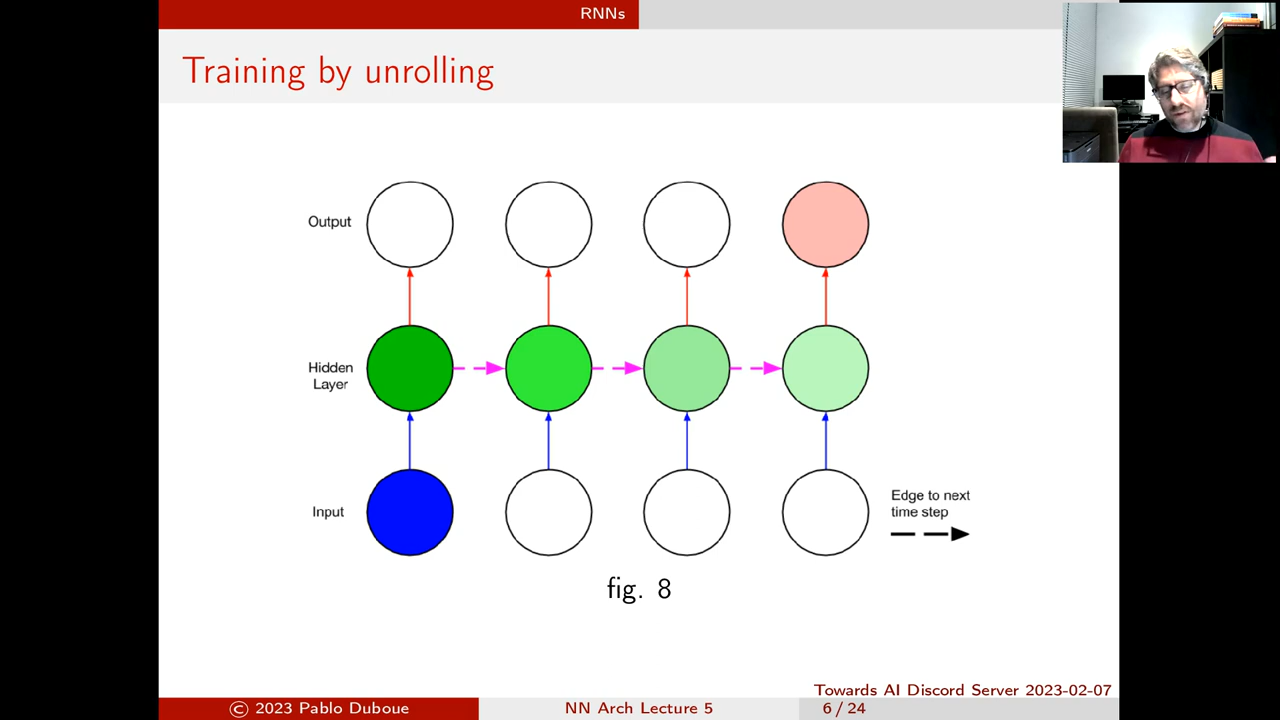 RNNs
Training by unrolling
Output
Hidden
Layer
Input
Edge to next
time step
fig. 8
Towards AI Discord Server 2023-02-07
© 2023 Pablo Duboue
NN Arch Lecture 5
6 / 24